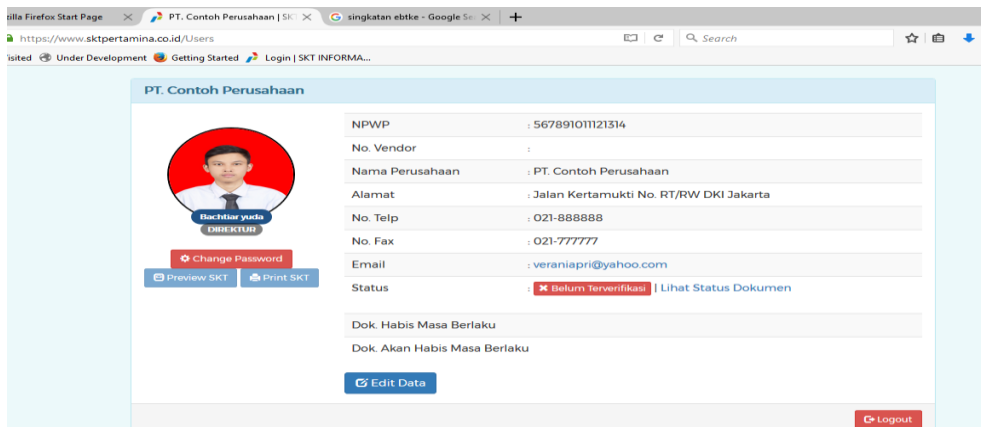 zilla Firefox Start Page
PT. Contoh Perusahaan | SKT
singkatan ebtke - Google Se
https://www.sktpertamina.co.id/Users
Search
isited Under Development Getting Started Login | SKT INFORMA...
PT. Contoh Perusahaan
Bachtiar yuda
DIREKTUR
Change Password
Preview SKT
Print SKT
NPWP : 567891011121314
No. Vendor :
Nama Perusahaan : PT. Contoh Perusahaan
Alamat : Jalan Kertamukti No. RT/RW DKI Jakarta
No. Telp : 021-888888
No. Fax : 021-777777
Email : veraniapri@yahoo.com
Status : Belum Terverifikasi | Lihat Status Dokumen
Dok. Habis Masa Berlaku
Dok. Akan Habis Masa Berlaku
Edit Data
Logout